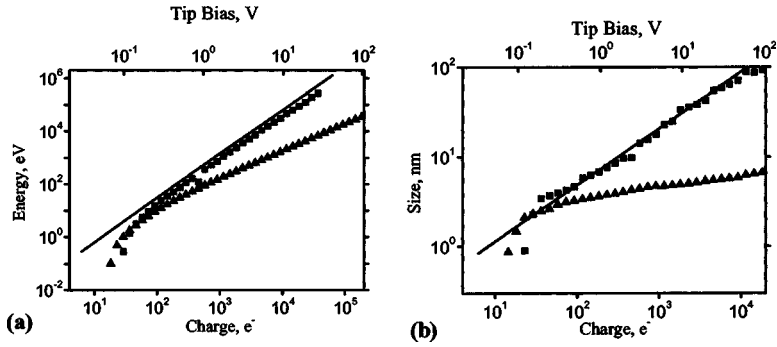 Tip Bias, V
10^-1 10^0 10^1 10^2
10^6
10^4
10^2
10^0
10^-2
Energy, eV
10^1 10^2 10^3 10^4 10^5
(a) Charge, e^-
Tip Bias, V
10^-1 10^0 10^1 10^2
10^2
10^1
10^0
Size, nm
10^1 10^2 10^3 10^4
(b) Charge, e^-